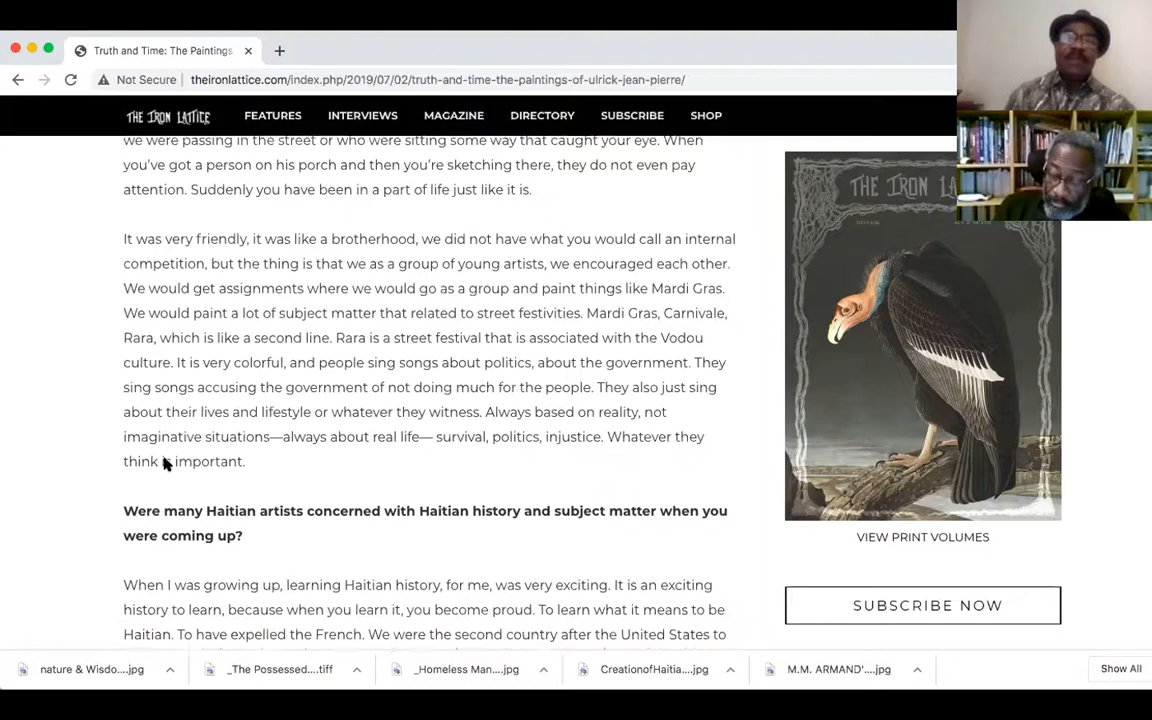 Truth and Time: The Paintings
Not Secure
theironlattice.com/index.php/2019/07/02/truth-and-time-the-paintings-of-ulrick-jean-pierre/
THE IRON LATTICE
FEATURES
INTERVIEWS
MAGAZINE
DIRECTORY
SUBSCRIBE
SHOP
we were passing in the street or who were sitting some way that caught your eye. When
you've got a person on his porch and then you're sketching there, they do not even pay
attention. Suddenly you have been in a part of life just like it is.
It was very friendly, it was like a brotherhood, we did not have what you would call an internal
competition, but the thing is that we as a group of young artists, we encouraged each other.
We would get assignments where we would go as a group and paint things like Mardi Gras.
We would paint a lot of subject matter that related to street festivities. Mardi Gras, Carnivale,
Rara, which is like a second line. Rara is a street festival that is associated with the Vodou
culture. It is very colorful, and people sing songs about politics, about the government. They
sing songs accusing the government of not doing much for the people. They also just sing
about their lives and lifestyle or whatever they witness. Always based on reality, not
imaginative situations—always about real life— survival, politics, injustice. Whatever they
think is important.
Were many Haitian artists concerned with Haitian history and subject matter when you
were coming up?
When I was growing up, learning Haitian history, for me, was very exciting. It is an exciting
history to learn, because when you learn it, you become proud. To learn what it means to be
Haitian. To have expelled the French. We were the second country after the United States to
THE IRON LA
VIEW PRINT VOLUMES
SUBSCRIBE NOW
nature & Wisdo....jpg
_The Possessed....tiff
_Homeless Man....jpg
CreationofHaitia....jpg
M.M. ARMAND'....jpg
Show All